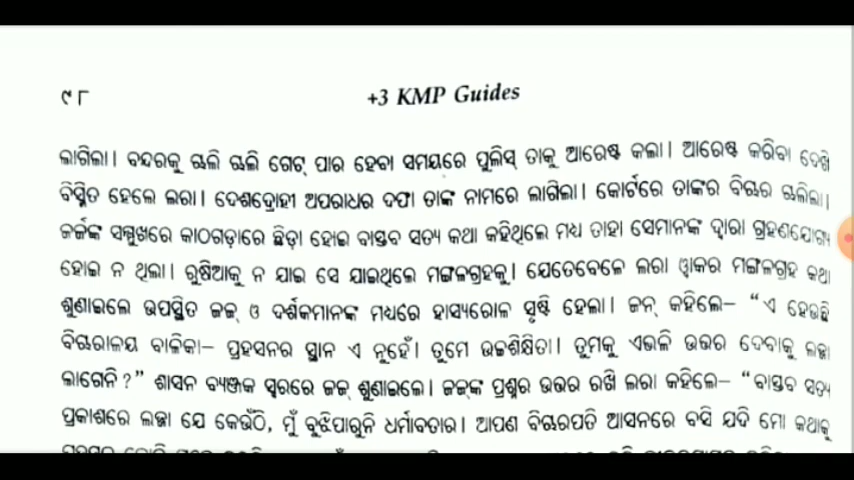 ୯୮
+3 KMP Guides
ଲାଗିଲା। ବନ୍ଦରକୁ ଚାଲି ଚାଲି ଗେଟ୍ ପାର ହେବା ସମୟରେ ପୁଲିସ୍ ତାକୁ ଆରେଷ୍ଟ କଲା। ଆରେଷ୍ଟ କରିବା ଦେଖି
ବିସ୍ମିତ ହେଲେ ଲରା। ଦେଶଦ୍ରୋହୀ ଅପରାଧର ଦଫା ତାଙ୍କ ନାମରେ ଲାଗିଲା। କୋର୍ଟରେ ତାଙ୍କର ବିଚାର ଚାଲିଲା।
ଜର୍ଜଙ୍କ ସମ୍ମୁଖରେ କାଠଗଡ଼ାରେ ଛିଡ଼ା ହୋଇ ବାସ୍ତବ ସତ୍ୟ କଥା କହିଥିଲେ ମଧ୍ୟ ତାହା ସେମାନଙ୍କ ଦ୍ୱାରା ଗ୍ରହଣଯୋଗ୍ୟ
ହୋଇ ନ ଥିଲା। ରୁଷିଆକୁ ନ ଯାଇ ସେ ଯାଇଥିଲେ ମଙ୍ଗଳଗ୍ରହକୁ। ଯେତେବେଳେ ଲରା ଓ୍ୱାକର ମଙ୍ଗଳଗ୍ରହ କଥା
ଶୁଣାଇଲେ ଉପସ୍ଥିତ ଜଜ୍ ଓ ଦର୍ଶକମାନଙ୍କ ମଧ୍ୟରେ ହାସ୍ୟରୋଳ ସୃଷ୍ଟି ହେଲା। ଜନ୍ କହିଲେ– “ଏ ହେଉଛି
ବିଚାରାଳୟ ବାଳିକା– ପ୍ରହସନର ସ୍ଥାନ ଏ ନୁହେଁ। ତୁମେ ଉଚ୍ଚଶିକ୍ଷିତା। ତୁମକୁ ଏଭଳି ଉତ୍ତର ଦେବାକୁ ଲଜ୍ଜା
ଲାଗେନି ?” ଶାସନ ବ୍ୟଞ୍ଜକ ସ୍ୱରରେ ଜଜ୍ ଶୁଣାଇଲେ। ଜଜ୍‌ଙ୍କ ପ୍ରଶ୍ନର ଉତ୍ତର ରଖି ଲରା କହିଲେ– “ବାସ୍ତବ ସତ୍ୟ
ପ୍ରକାଶରେ ଲଜ୍ଜା ଯେ କେଉଁଠି, ମୁଁ ବୁଝିପାରୁନି ଧର୍ମାବତାର। ଆପଣ ବିଚାରପତି ଆସନରେ ବସି ଯଦି ମୋ କଥାକୁ